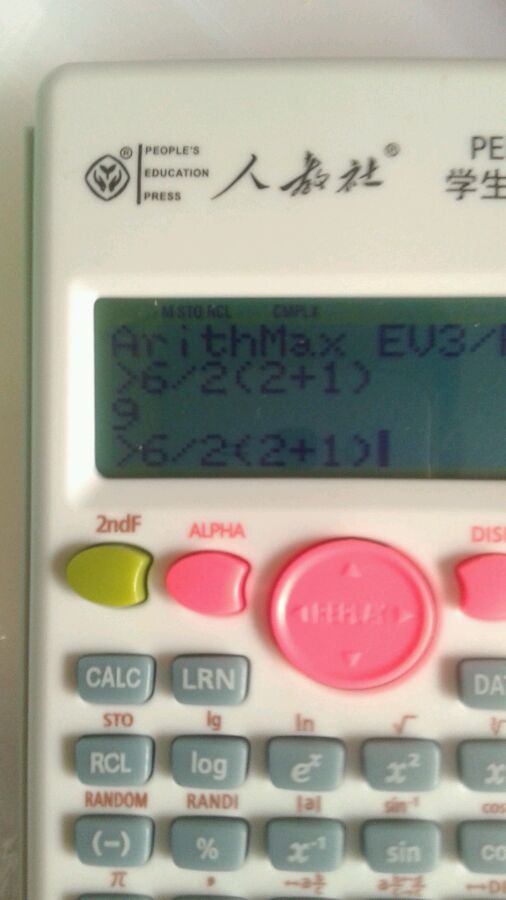 ® PEOPLE'S
EDUCATION
PRESS
人教社®
PE
学生
M STO RCL CMPLX
ArithMax EV3/
>6/2(2+1)
9
>6/2(2+1)
2ndF ALPHA DIS
REPLAY
CALC LRN DA
STO lg ln √
RCL log eˣ x²
RANDOM RANDI |a| sin⁻¹ cos
(−) % x⁻¹ sin co
π ,